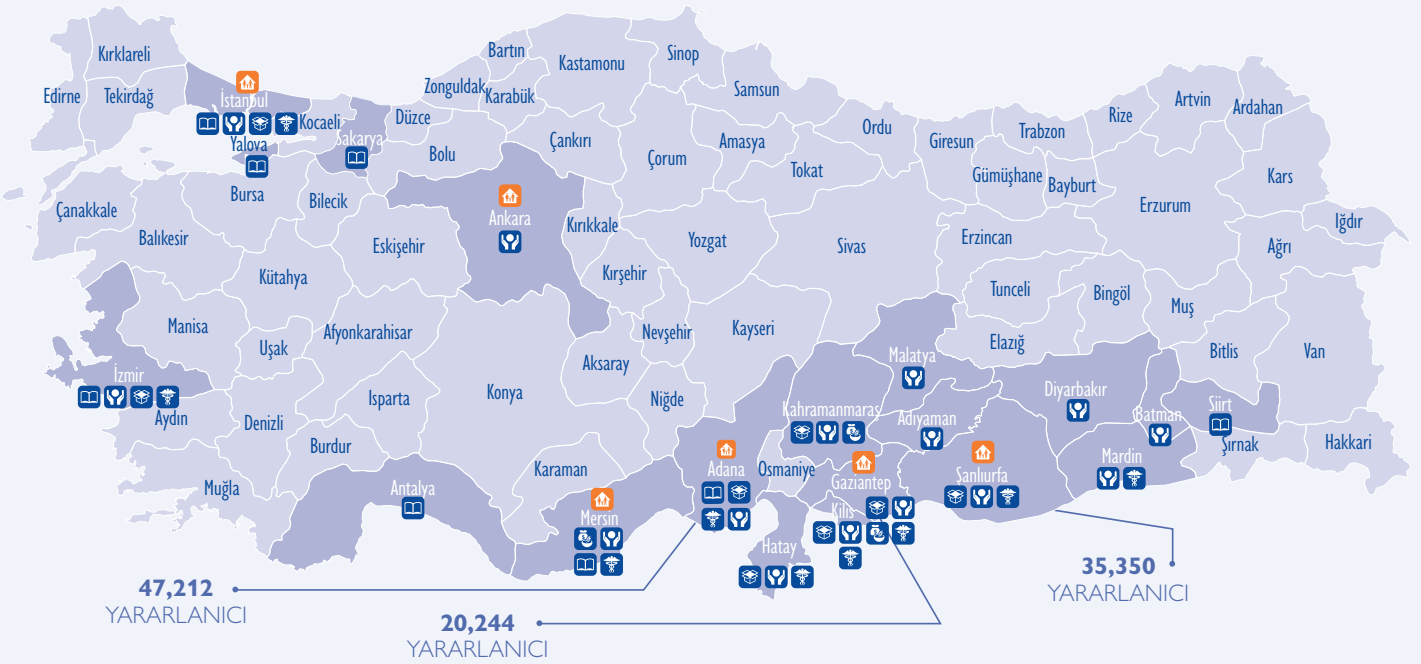 Kırklareli
Edirne
Tekirdağ
İstanbul
Kocaeli
Yalova
Sakarya
Düzce
Zonguldak
Bartın
Karabük
Kastamonu
Sinop
Samsun
Bolu
Çankırı
Çorum
Amasya
Tokat
Ordu
Giresun
Trabzon
Rize
Artvin
Ardahan
Gümüşhane
Bayburt
Kars
Erzurum
Iğdır
Ağrı
Çanakkale
Bursa
Bilecik
Balıkesir
Eskişehir
Ankara
Kırıkkale
Yozgat
Sivas
Erzincan
Kütahya
Kırşehir
Tunceli
Bingöl
Muş
Manisa
Uşak
Afyonkarahisar
Nevşehir
Kayseri
Elazığ
Bitlis
Van
Aksaray
Malatya
İzmir
Aydın
Denizli
Isparta
Konya
Niğde
Kahramanmaraş
Adıyaman
Diyarbakır
Batman
Siirt
Şırnak
Hakkari
Burdur
Karaman
Adana
Osmaniye
Gaziantep
Şanlıurfa
Mardin
Muğla
Antalya
Mersin
Kilis
Hatay
47,212
YARARLANICI
20,244
YARARLANICI
35,350
YARARLANICI